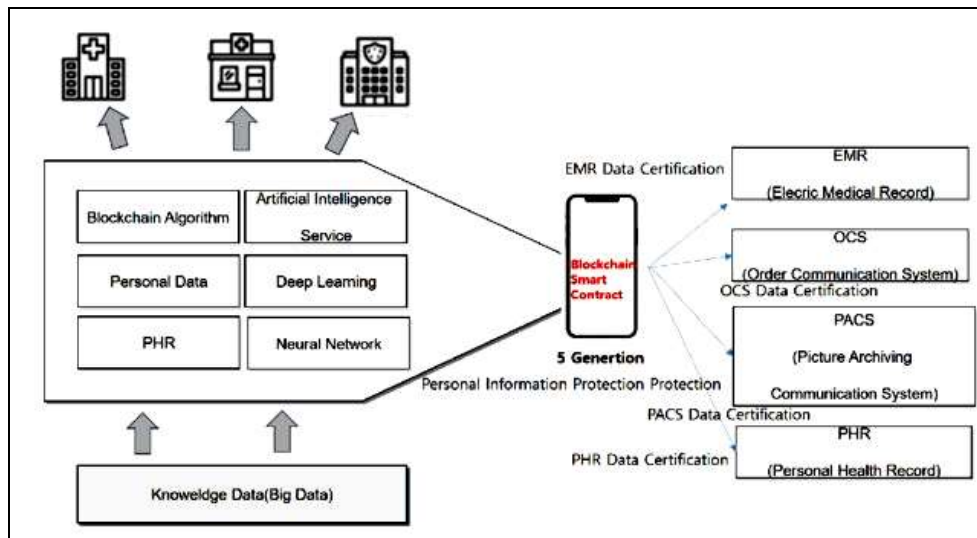 Blockchain Algorithm
Artificial Intelligence
Service
Personal Data
Deep Learning
PHR
Neural Network
Knoweldge Data(Big Data)
Blockchain
Smart
Contract
5 Genertion
Personal Information Protection Protection
EMR Data Certification
EMR
(Elecric Medical Record)
OCS
(Order Communication System)
OCS Data Certification
PACS
(Picture Archiving
Communication System)
PACS Data Certification
PHR
(Personal Health Record)
PHR Data Certification